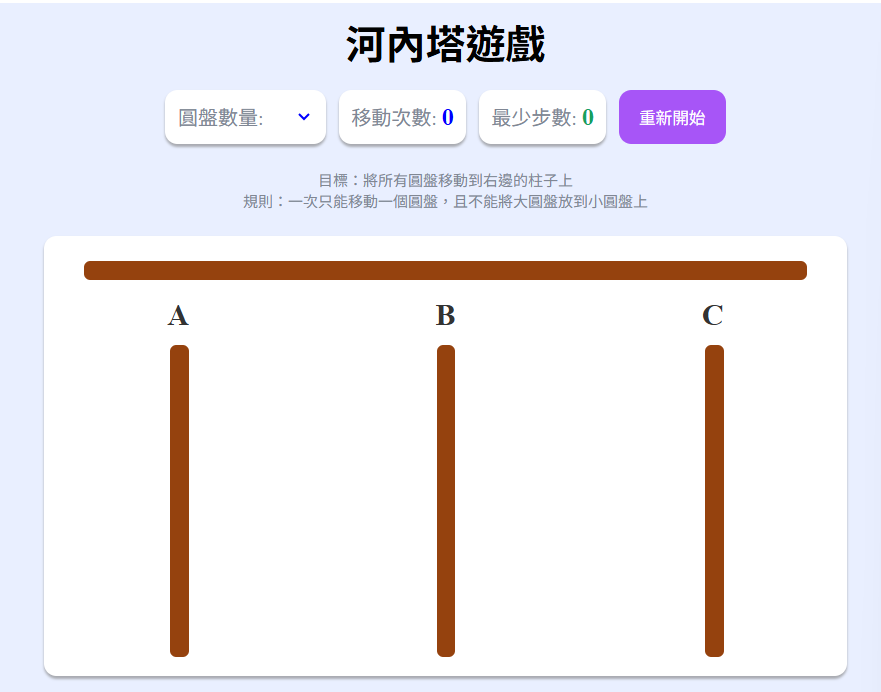 河內塔遊戲
圓盤數量: 移動次數: 0 最少步數: 0 重新開始
目標：將所有圓盤移動到右邊的柱子上
規則：一次只能移動一個圓盤，且不能將大圓盤放到小圓盤上
A B C